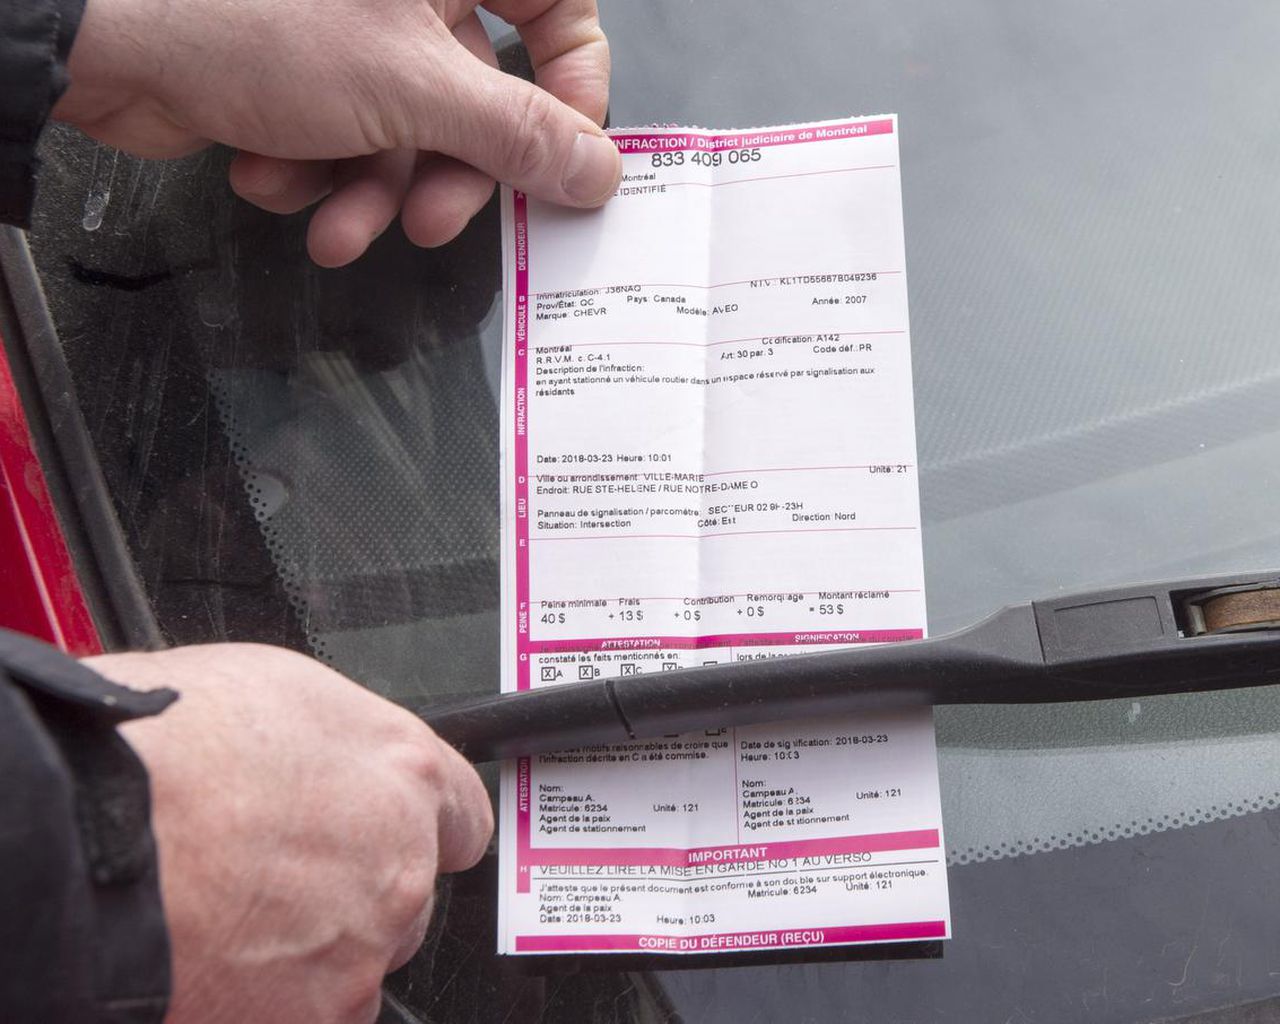 INFRACTION / District judiciaire de Montréal
833 409 065
Montréal
IDENTIFIÉ
A
DÉFENDEUR
N.I.V.: KL1TD55667B049236
B
VÉHICULE
Immatriculation: J36NAQ
Prov/État: QC Pays: Canada
Marque: CHEVR Modèle: AVEO Année: 2007
C
INFRACTION
Montréal Codification: A142
R.R.V.M. c. C-4.1 Art: 30 par. 3 Code déf.: PR
Description de l'infraction:
en ayant stationné un véhicule routier dans un espace réservé par signalisation aux
résidants
Date: 2018-03-23 Heure: 10:01
D
LIEU
Ville ou arrondissement: VILLE-MARIE Unité: 21
Endroit: RUE STE-HELENE / RUE NOTRE-DAME O
Panneau de signalisation / parcomètre: SECTEUR 02 9H-23H
Situation: Intersection Côté: Est Direction: Nord
E
F
PEINE
Peine minimale Frais Contribution Remorquage Montant réclamé
40 $ + 13 $ + 0 $ + 0 $ = 53 $
ATTESTATION SIGNIFICATION
G
constaté les faits mentionnés en: lors de la
X A X B X C
motifs raisonnables de croire que
l'infraction décrite en C a été commise.
Date de signification: 2018-03-23
Heure: 10:03
ATTESTATION
Nom:
Campeau A.
Matricule: 6234 Unité: 121
Agent de la paix
Agent de stationnement
Nom:
Campeau A.
Matricule: 6234 Unité: 121
Agent de la paix
Agent de stationnement
IMPORTANT
H
VEUILLEZ LIRE LA MISE EN GARDE NO 1 AU VERSO
J'atteste que le présent document est conforme à son double sur support électronique.
Nom: Campeau A. Matricule: 6234 Unité: 121
Agent de la paix
Date: 2018-03-23 Heure: 10:03
COPIE DU DÉFENDEUR (REÇU)